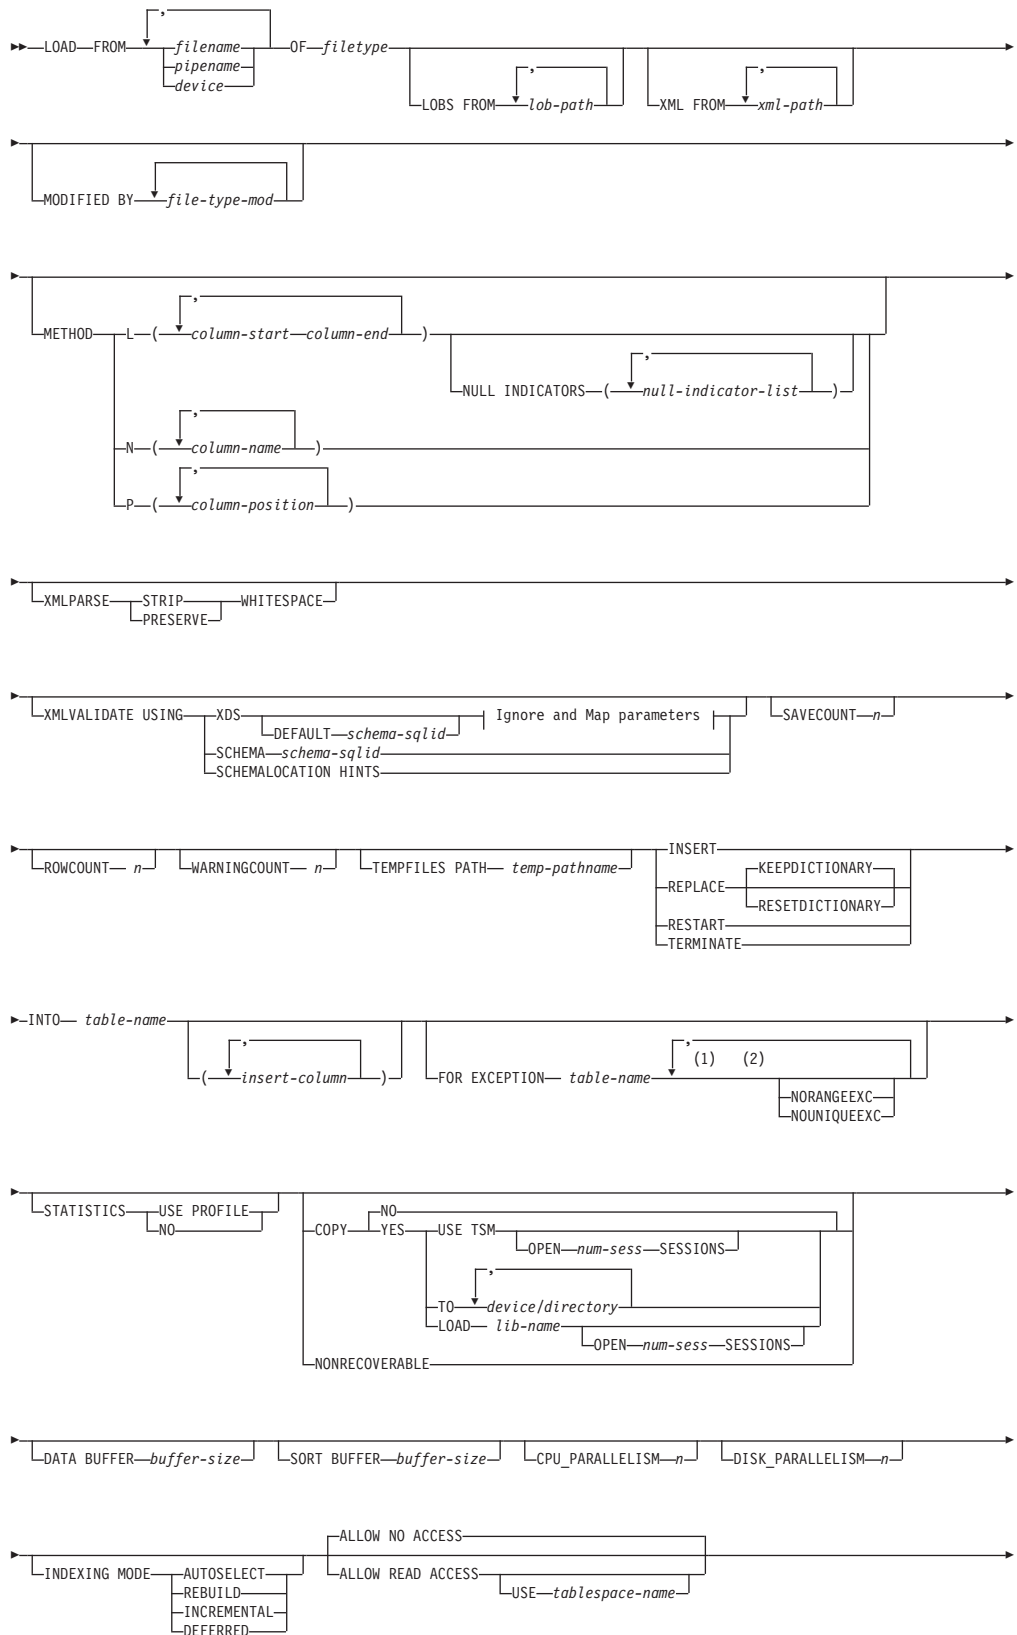 ,
LOAD FROM filename OF filetype
pipename
device
, ,
LOBS FROM lob-path XML FROM xml-path
MODIFIED BY file-type-mod
,
METHOD L ( column-start column-end )
,
NULL INDICATORS ( null-indicator-list )
,
N ( column-name )
,
P ( column-position )
XMLPARSE STRIP WHITESPACE
PRESERVE
XMLVALIDATE USING XDS Ignore and Map parameters SAVECOUNT n
DEFAULT schema-sqlid
SCHEMA schema-sqlid
SCHEMALOCATION HINTS
ROWCOUNT n WARNINGCOUNT n TEMPFILES PATH temp-pathname INSERT
KEEPDICTIONARY
REPLACE
RESETDICTIONARY
RESTART
TERMINATE
INTO table-name
, ,
(1) (2)
( insert-column ) FOR EXCEPTION table-name
NORANGEEXC
NOUNIQUEEXC
STATISTICS USE PROFILE
NO
NO
COPY YES USE TSM
OPEN num-sess SESSIONS
,
TO device/directory
LOAD lib-name
OPEN num-sess SESSIONS
NONRECOVERABLE
DATA BUFFER buffer-size SORT BUFFER buffer-size CPU_PARALLELISM n DISK_PARALLELISM n
ALLOW NO ACCESS
INDEXING MODE AUTOSELECT ALLOW READ ACCESS
REBUILD USE tablespace-name
INCREMENTAL
DEFERRED